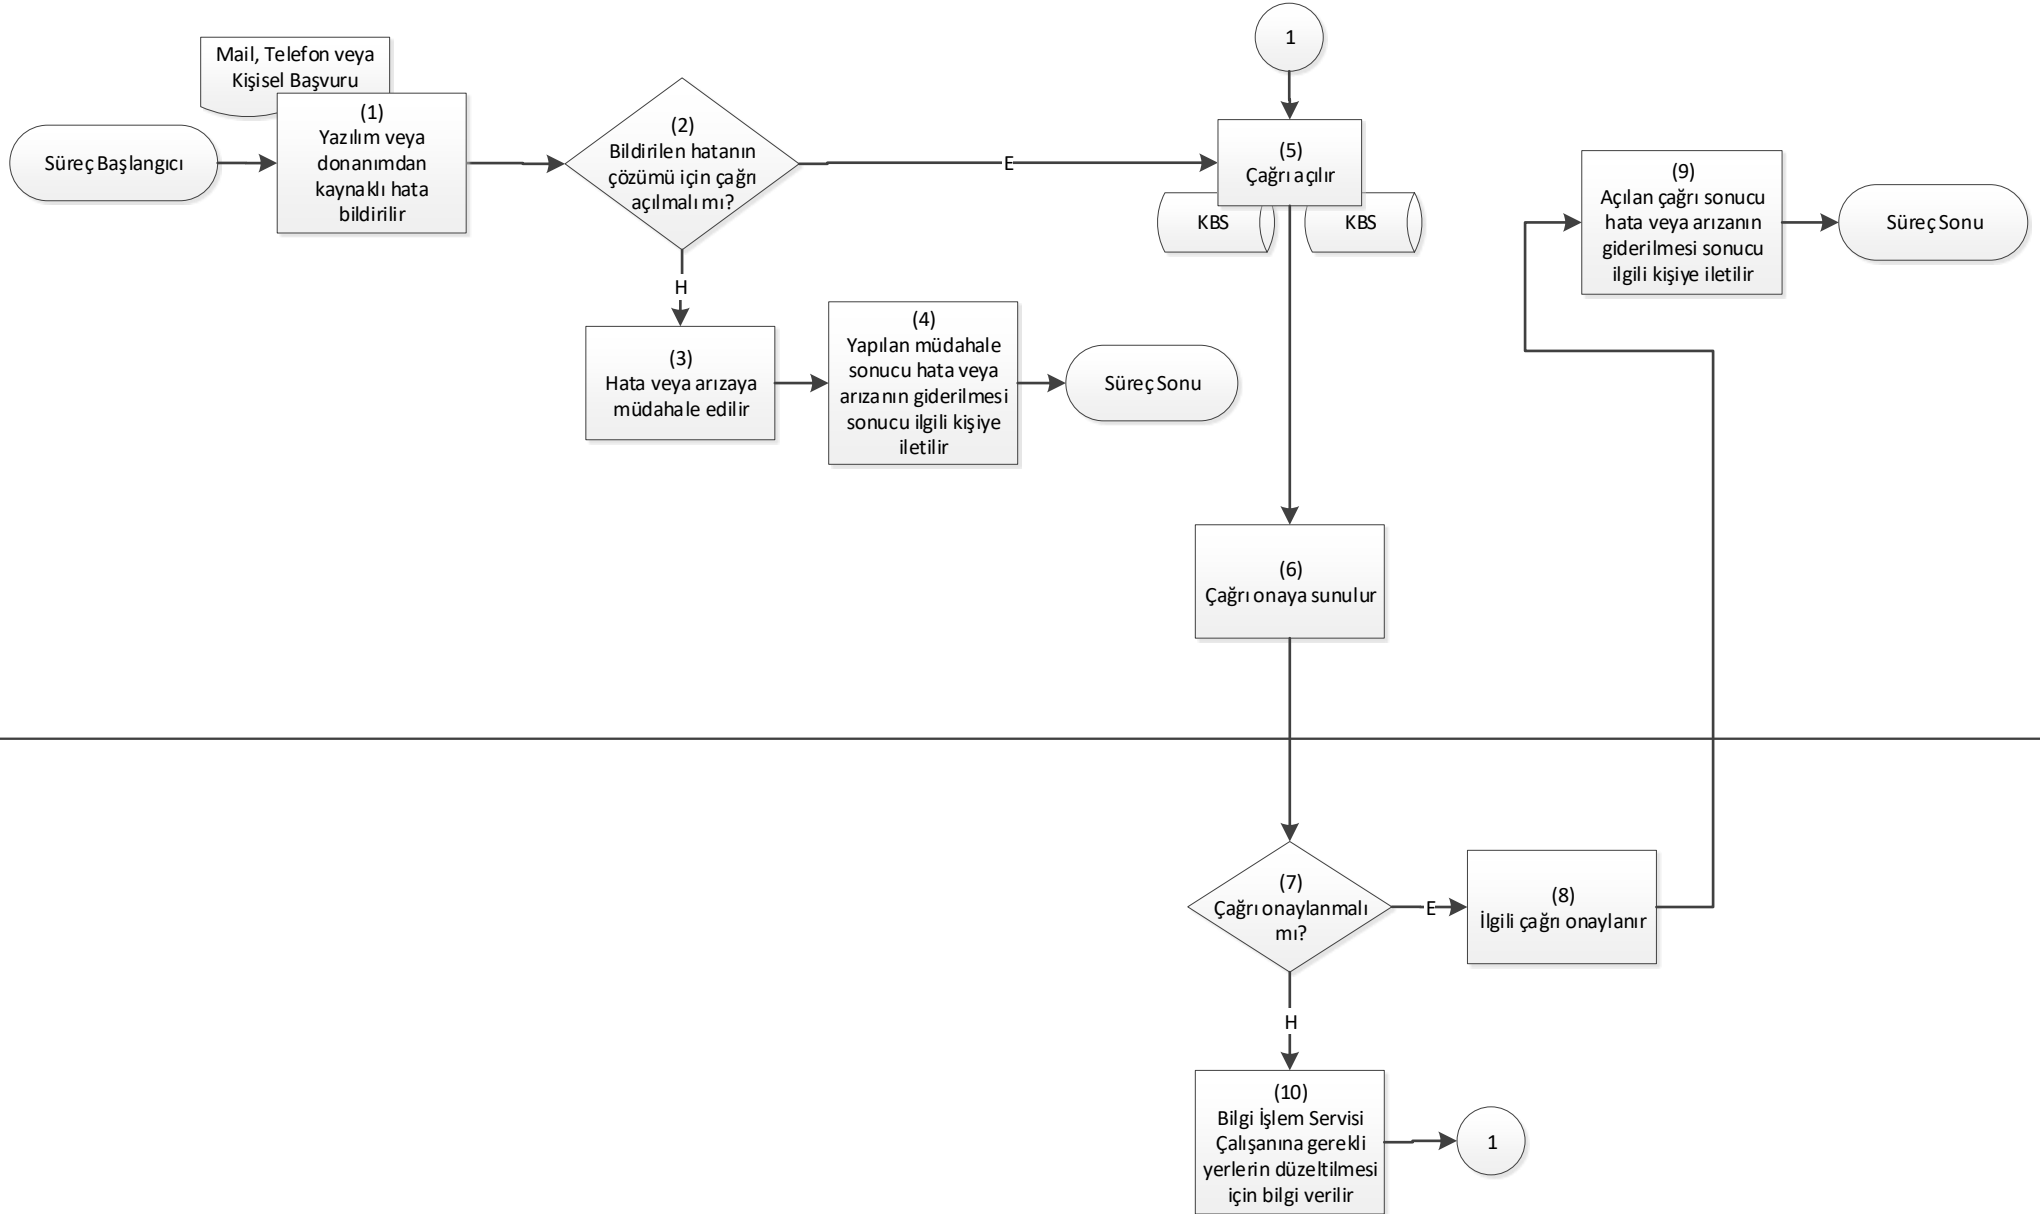 Mail, Telefon veya
Kişisel Başvuru
Süreç Başlangıcı
(1)
Yazılım veya
donanımdan
kaynaklı hata
bildirilir
(2)
Bildirilen hatanın
çözümü için çağrı
açılmalı mı?
E
H
(3)
Hata veya arızaya
müdahale edilir
(4)
Yapılan müdahale
sonucu hata veya
arızanın giderilmesi
sonucu ilgili kişiye
iletilir
Süreç Sonu
1
(5)
Çağrı açılır
KBS
KBS
(6)
Çağrı onaya sunulur
(7)
Çağrı onaylanmalı
mı?
E
(8)
İlgili çağrı onaylanır
(9)
Açılan çağrı sonucu
hata veya arızanın
giderilmesi sonucu
ilgili kişiye iletilir
Süreç Sonu
H
(10)
Bilgi İşlem Servisi
Çalışanına gerekli
yerlerin düzeltilmesi
için bilgi verilir
1